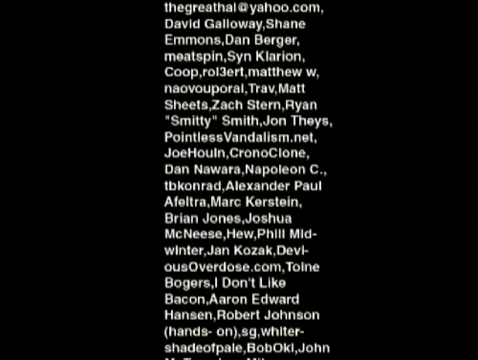 thegreathal@yahoo.com,
David Galloway,Shane
Emmons,Dan Berger,
meatspin,Syn Klarion,
Coop,rol3ert,matthew w,
naovouporai,Trav,Matt
Sheets,Zach Stern,Ryan
"Smitty" Smith,Jon Theys,
PointlessVandalism.net,
JoeHouln,CronoClone,
Dan Nawara,Napoleon C.,
tbkonrad,Alexander Paul
Afeltra,Marc Kerstein,
Brian Jones,Joshua
McNeese,Hew,Phill Mid-
winter,Jan Kozak,Devi-
ousOverdose.com,Toine
Bogers,I Don't Like
Bacon,Aaron Edward
Hansen,Robert Johnson
(hands- on),sg,whiter-
shadeofpale,BobOki,John